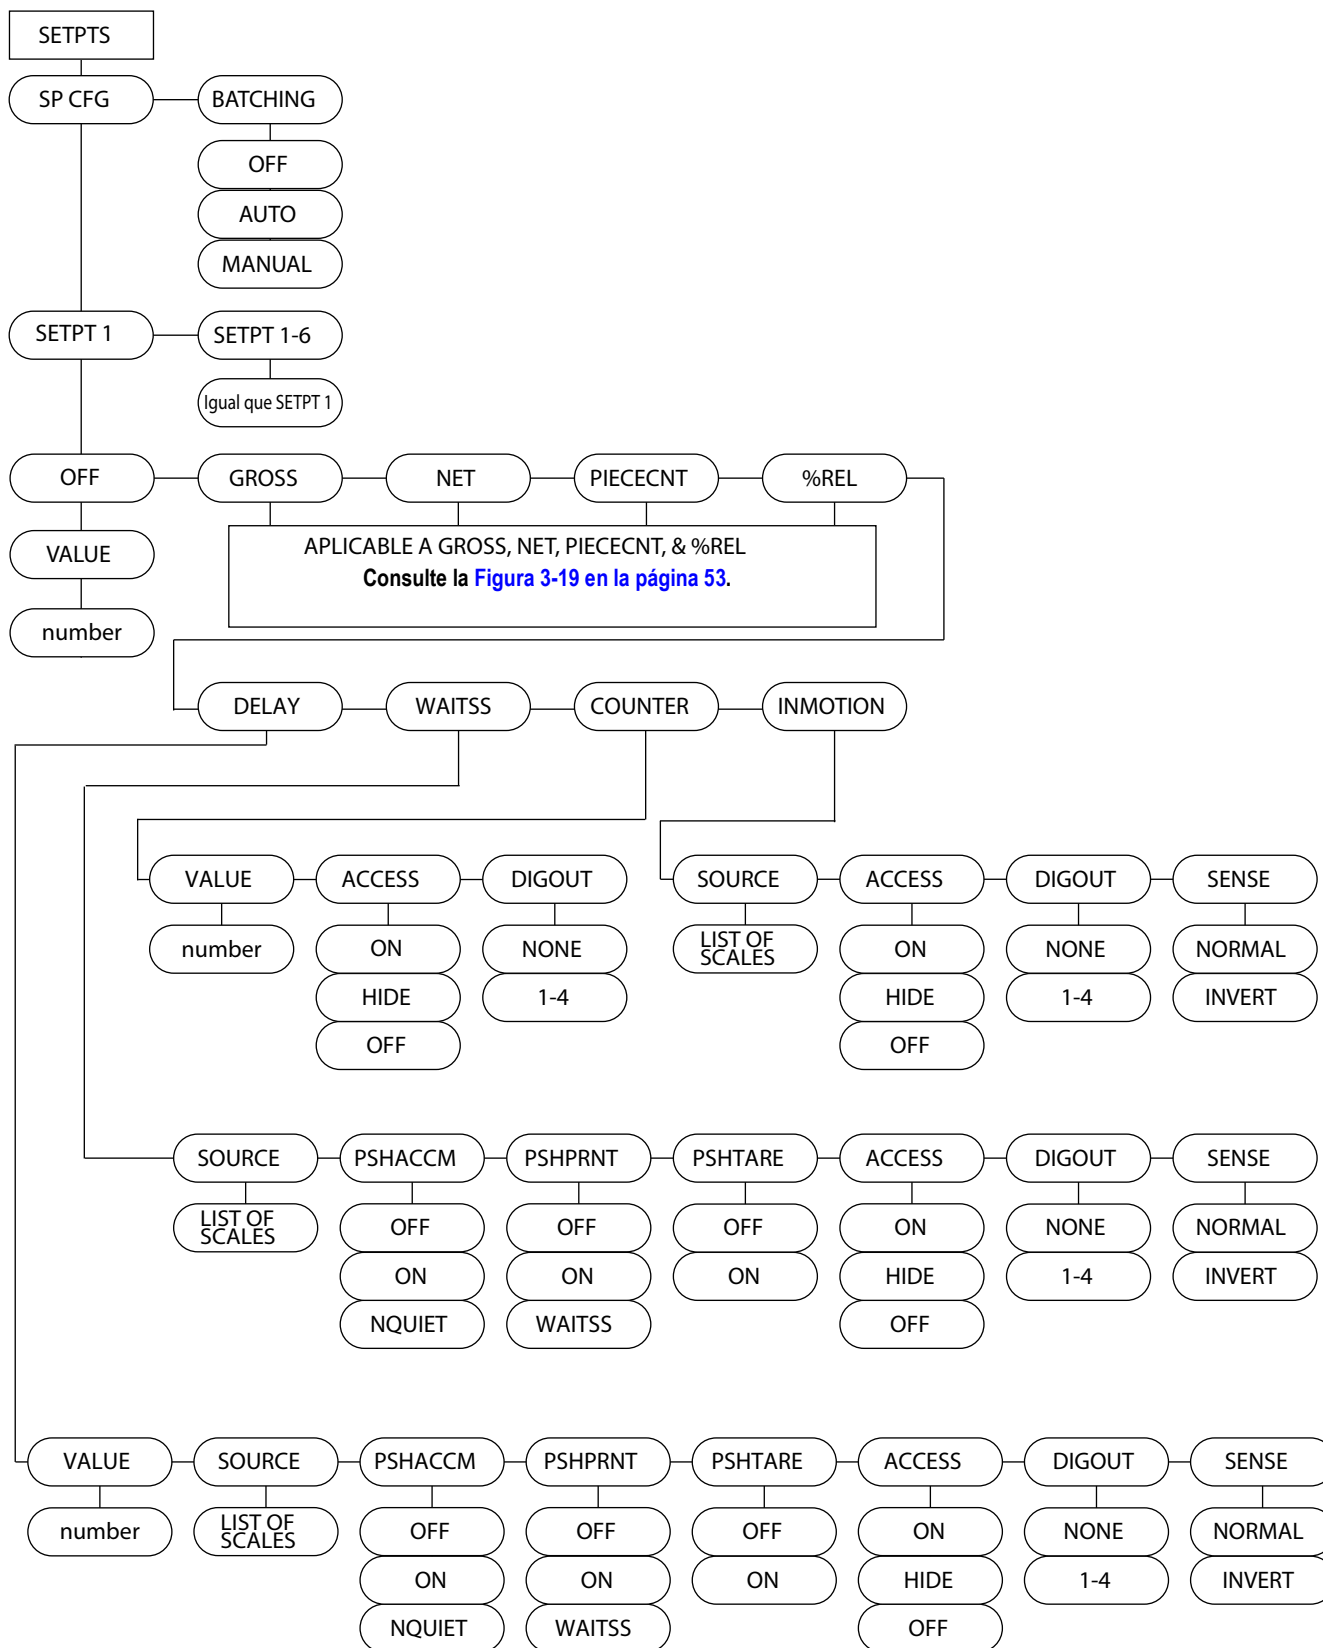 SETPTS
SP CFG
BATCHING
OFF
AUTO
MANUAL
SETPT 1
SETPT 1-6
Igual que SETPT 1
OFF
GROSS
NET
PIECECNT
%REL
VALUE
number
APLICABLE A GROSS, NET, PIECECNT, & %REL
Consulte la Figura 3-19 en la página 53.
DELAY
WAITSS
COUNTER
INMOTION
VALUE
ACCESS
DIGOUT
number
ON
NONE
HIDE
1-4
OFF
SOURCE
ACCESS
DIGOUT
SENSE
LIST OF
SCALES
ON
NONE
NORMAL
HIDE
1-4
INVERT
OFF
SOURCE
PSHACCM
PSHPRNT
PSHTARE
ACCESS
DIGOUT
SENSE
LIST OF
SCALES
OFF
OFF
OFF
ON
NONE
NORMAL
ON
ON
ON
HIDE
1-4
INVERT
NQUIET
WAITSS
OFF
VALUE
SOURCE
PSHACCM
PSHPRNT
PSHTARE
ACCESS
DIGOUT
SENSE
number
LIST OF
SCALES
OFF
OFF
OFF
ON
NONE
NORMAL
ON
ON
ON
HIDE
1-4
INVERT
NQUIET
WAITSS
OFF